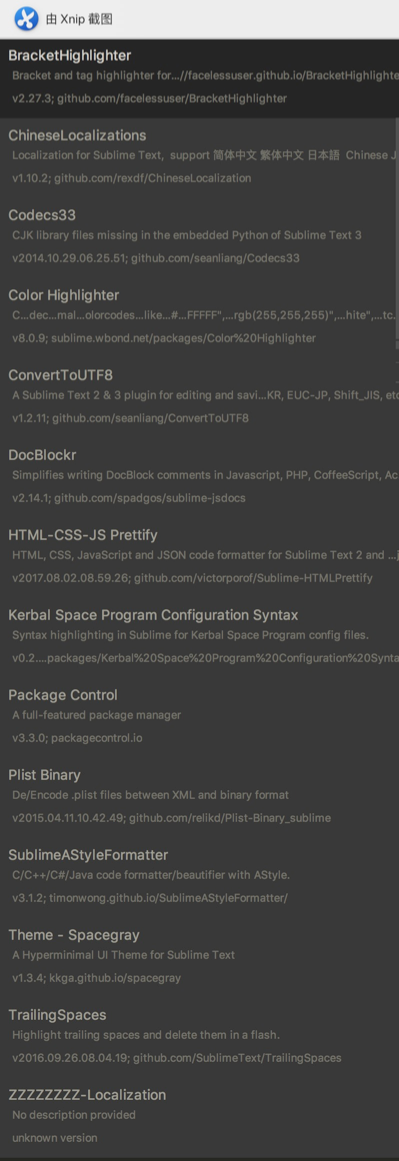 由 Xnip 截图
BracketHighlighter
Bracket and tag highlighter for...//facelessuser.github.io/BracketHighlighte
v2.27.3; github.com/facelessuser/BracketHighlighter
ChineseLocalizations
Localization for Sublime Text, support 简体中文 繁体中文 日本語 Chinese J
v1.10.2; github.com/rexdf/ChineseLocalization
Codecs33
CJK library files missing in the embedded Python of Sublime Text 3
v2014.10.29.06.25.51; github.com/seanliang/Codecs33
Color Highlighter
C...dec...mal...olorcodes...like...#...FFFFF",...rgb(255,255,255)",...hite",...tc.
v8.0.9; sublime.wbond.net/packages/Color%20Highlighter
ConvertToUTF8
A Sublime Text 2 & 3 plugin for editing and savi...KR, EUC-JP, Shift_JIS, etc
v1.2.11; github.com/seanliang/ConvertToUTF8
DocBlockr
Simplifies writing DocBlock comments in Javascript, PHP, CoffeeScript, Ac
v2.14.1; github.com/spadgos/sublime-jsdocs
HTML-CSS-JS Prettify
HTML, CSS, JavaScript and JSON code formatter for Sublime Text 2 and ...j
v2017.08.02.08.59.26; github.com/victorporof/Sublime-HTMLPrettify
Kerbal Space Program Configuration Syntax
Syntax highlighting in Sublime for Kerbal Space Program config files.
v0.2....packages/Kerbal%20Space%20Program%20Configuration%20Synta
Package Control
A full-featured package manager
v3.3.0; packagecontrol.io
Plist Binary
De/Encode .plist files between XML and binary format
v2015.04.11.10.42.49; github.com/relikd/Plist-Binary_sublime
SublimeAStyleFormatter
C/C++/C#/Java code formatter/beautifier with AStyle.
v3.1.2; timonwong.github.io/SublimeAStyleFormatter/
Theme - Spacegray
A Hyperminimal UI Theme for Sublime Text
v1.3.4; kkga.github.io/spacegray
TrailingSpaces
Highlight trailing spaces and delete them in a flash.
v2016.09.26.08.04.19; github.com/SublimeText/TrailingSpaces
ZZZZZZZZ-Localization
No description provided
unknown version